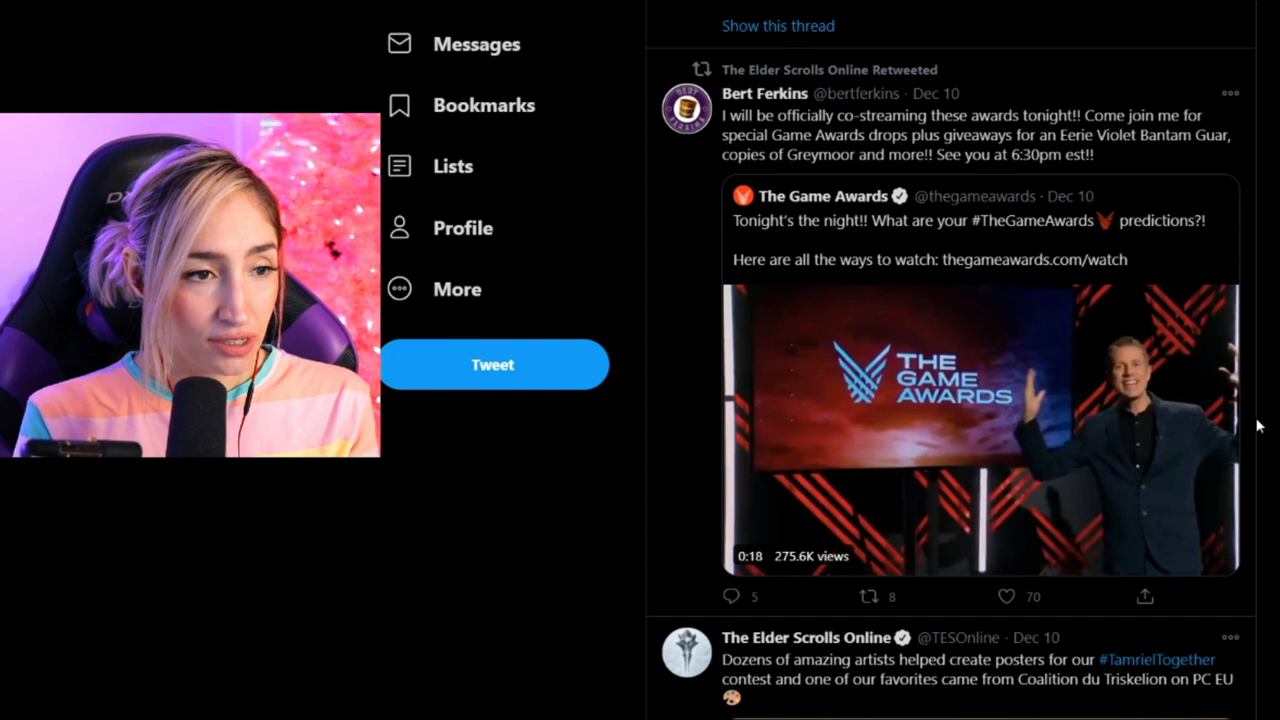 Messages
Bookmarks
Lists
Profile
More
Tweet
Show this thread
The Elder Scrolls Online Retweeted
Bert Ferkins @bertferkins · Dec 10
I will be officially co-streaming these awards tonight!! Come join me for
special Game Awards drops plus giveaways for an Eerie Violet Bantam Guar,
copies of Greymoor and more!! See you at 6:30pm est!!
The Game Awards @thegameawards · Dec 10
Tonight's the night!! What are your #TheGameAwards predictions?!
Here are all the ways to watch: thegameawards.com/watch
THE
GAME
AWARDS
0:18 275.6K views
5 8 70
The Elder Scrolls Online @TESOnline · Dec 10
Dozens of amazing artists helped create posters for our #TamrielTogether
contest and one of our favorites came from Coalition du Triskelion on PC EU
🎨